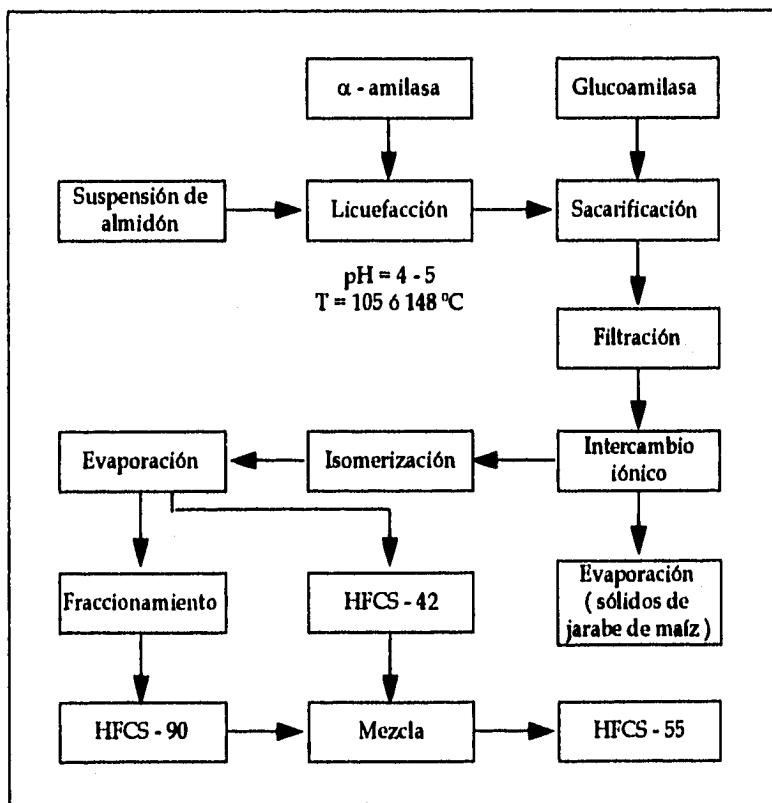 α - amilasa
Glucoamilasa
Suspensión de
almidón
Licuefacción
Sacarificación
pH = 4 - 5
T = 105 ó 148 ºC
Filtración
Evaporación
Isomerización
Intercambio
iónico
Fraccionamiento
HFCS - 42
Evaporación
( sólidos de
jarabe de maíz )
HFCS - 90
Mezcla
HFCS - 55